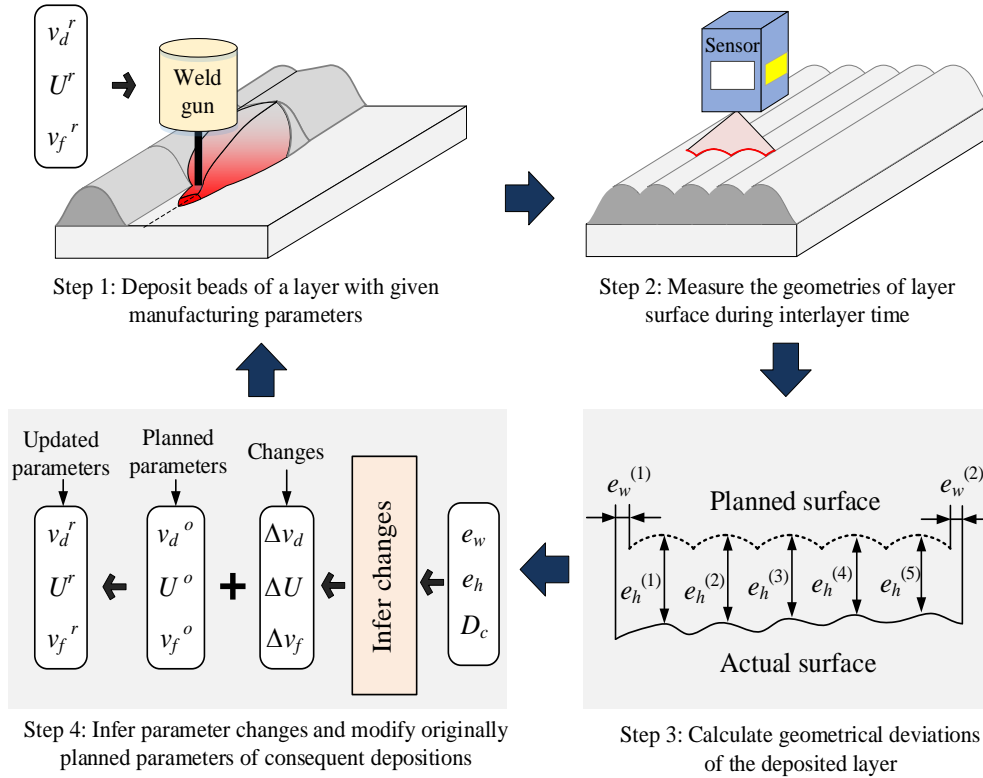 v_d^r
U^r
v_f^r
Weld
gun
Step 1: Deposit beads of a layer with given
manufacturing parameters
Sensor
Step 2: Measure the geometries of layer
surface during interlayer time
e_w^(1)
Planned surface
e_w^(2)
e_h^(1)
e_h^(2)
e_h^(3)
e_h^(4)
e_h^(5)
Actual surface
Step 3: Calculate geometrical deviations
of the deposited layer
Updated
parameters
Planned
parameters
Changes
v_d^r
U^r
v_f^r
v_d^o
U^o
v_f^o
+
Δv_d
ΔU
Δv_f
Infer changes
e_w
e_h
D_c
Step 4: Infer parameter changes and modify originally
planned parameters of consequent depositions